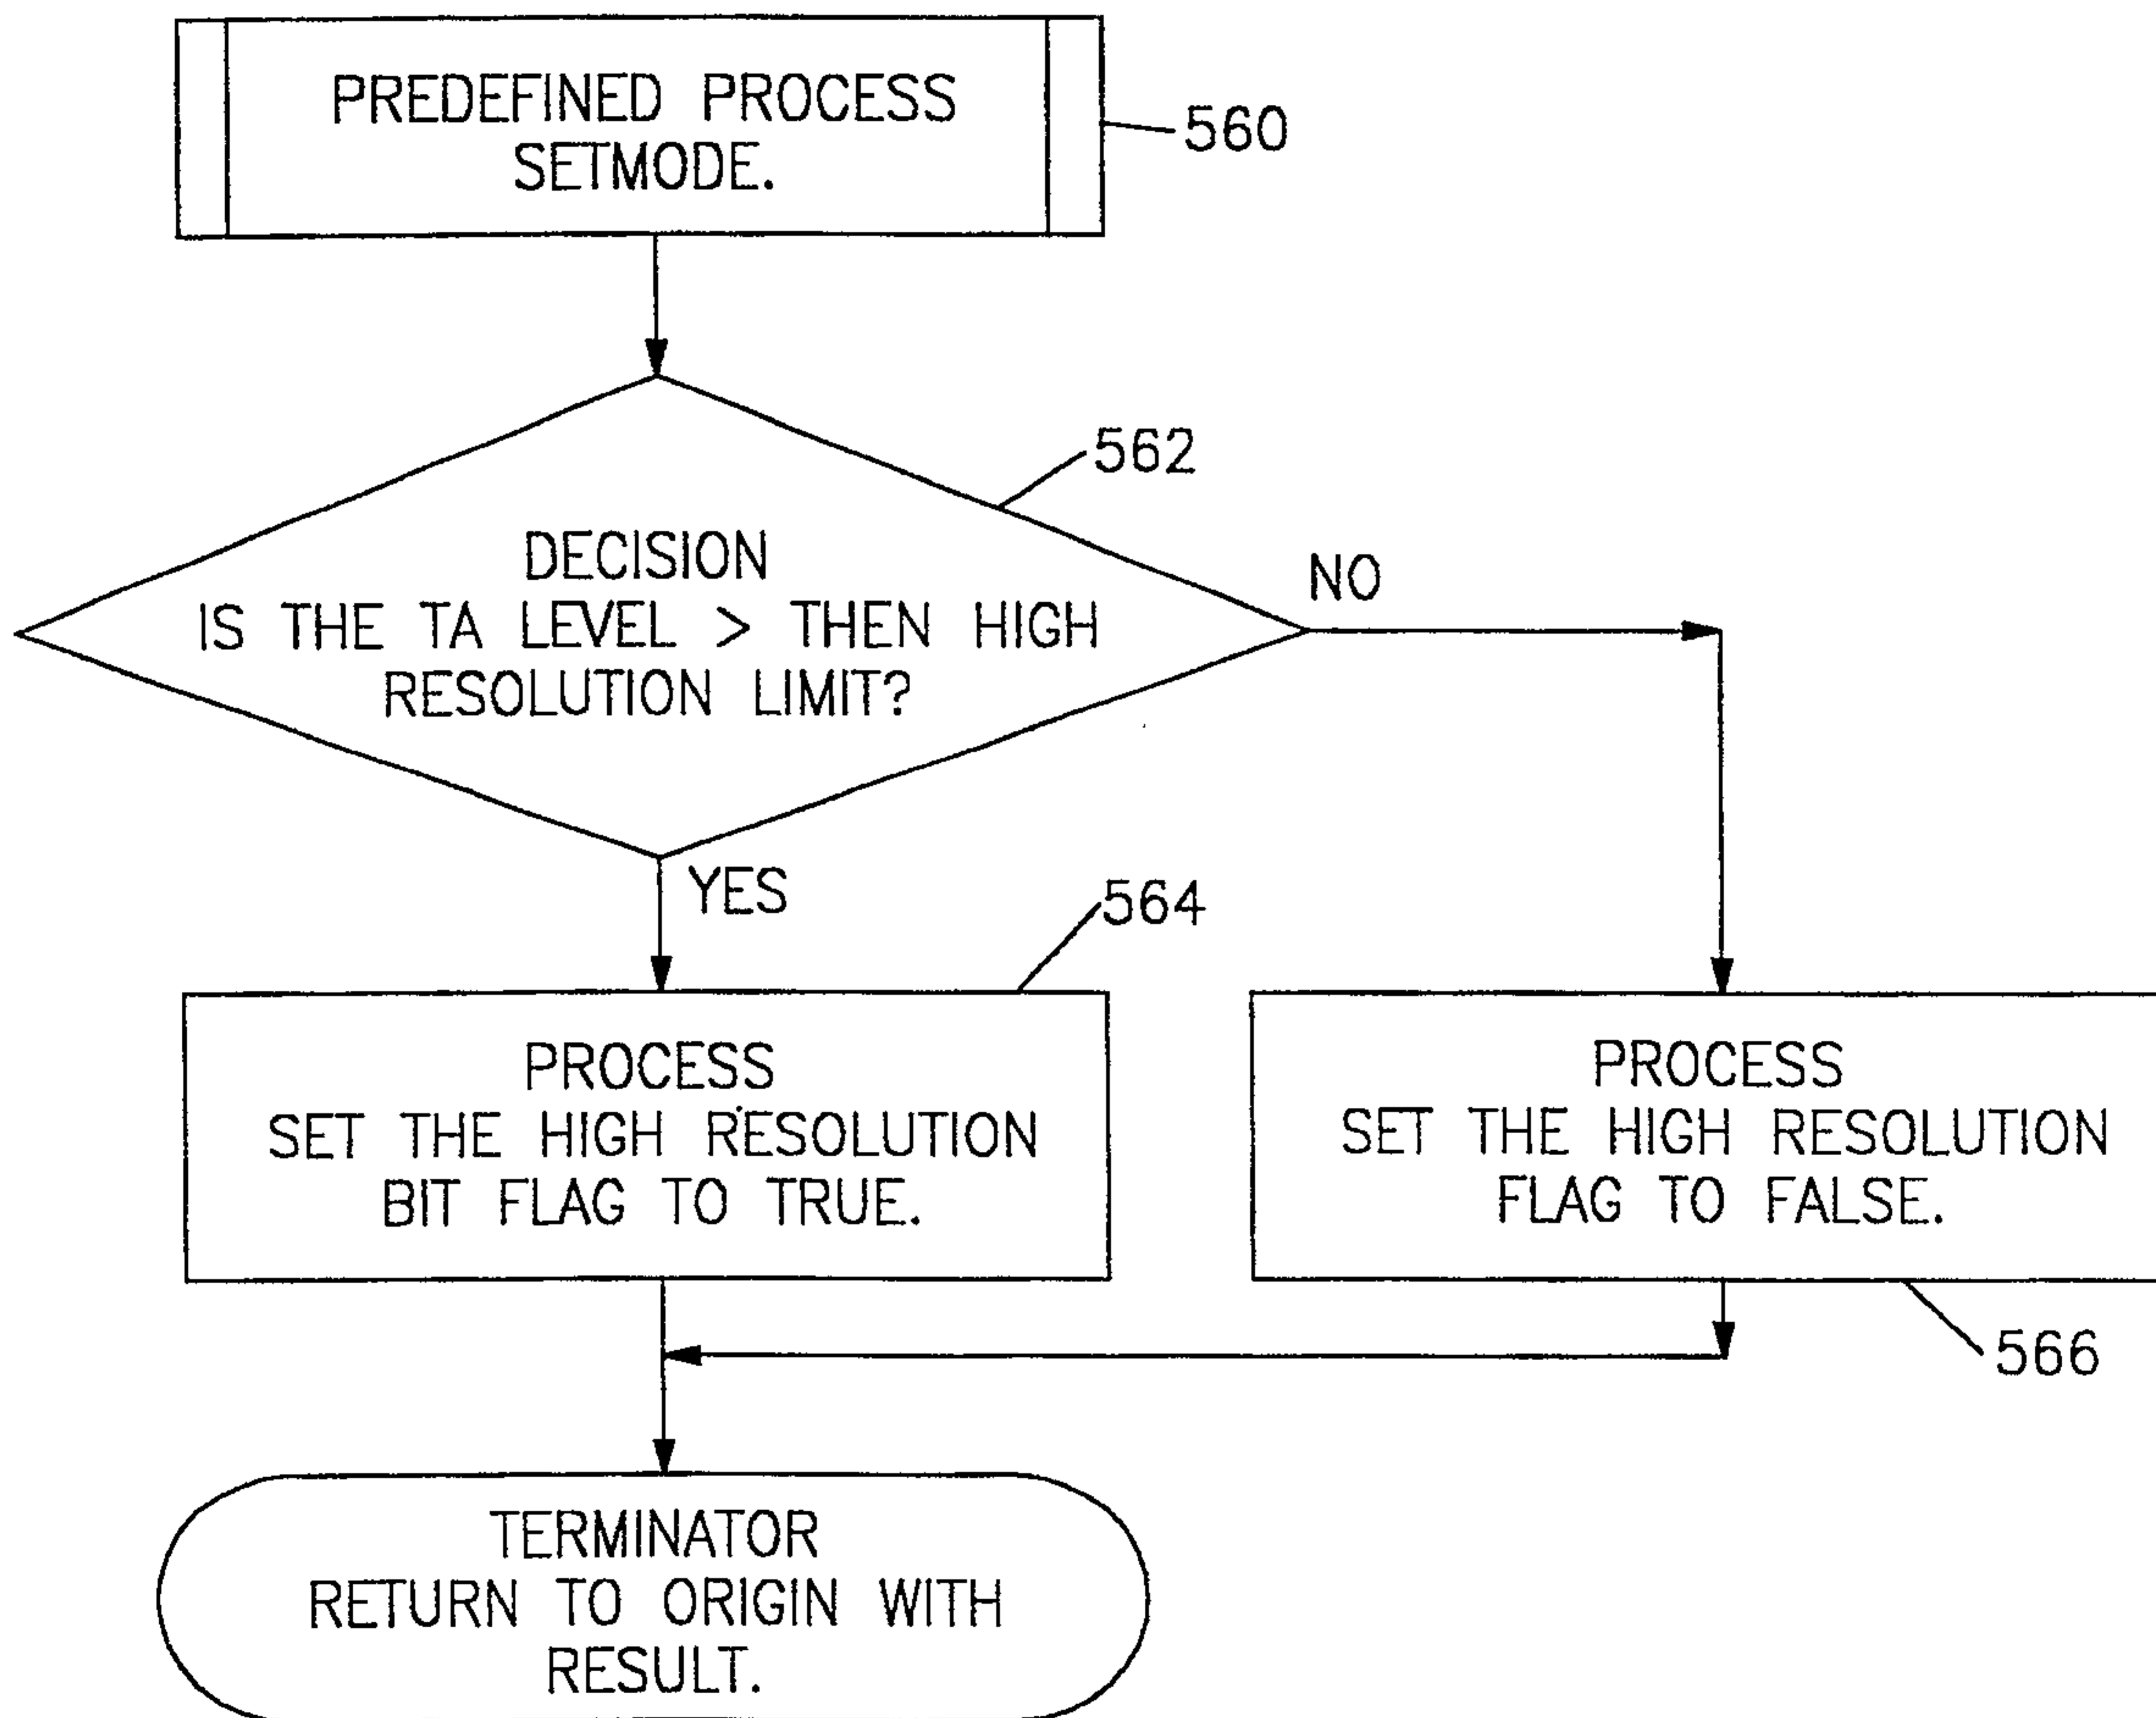 PREDEFINED PROCESS
SETMODE.
560
562
DECISION
IS THE TA LEVEL > THEN HIGH
RESOLUTION LIMIT?
NO
YES
564
PROCESS
SET THE HIGH RESOLUTION
BIT FLAG TO TRUE.
PROCESS
SET THE HIGH RESOLUTION
FLAG TO FALSE.
566
TERMINATOR
RETURN TO ORIGIN WITH
RESULT.